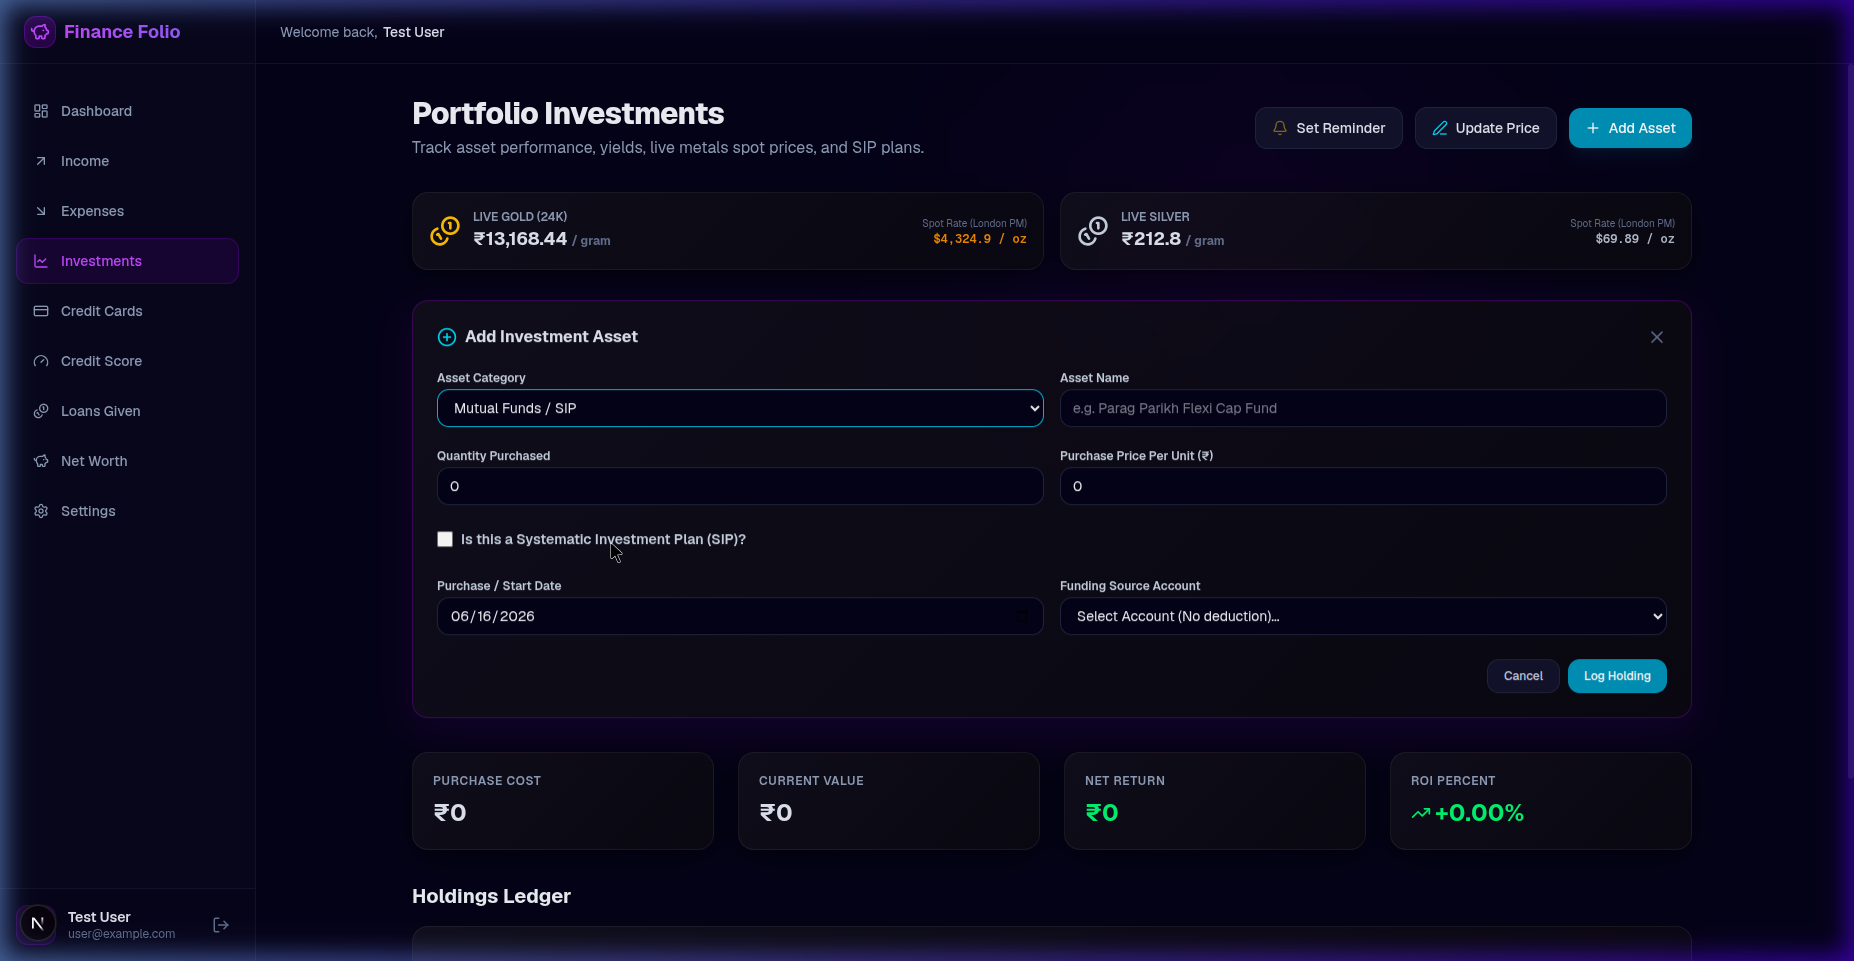 Finance Folio
Welcome back, Test User
Dashboard
Income
Expenses
Investments
Credit Cards
Credit Score
Loans Given
Net Worth
Settings
Test User
user@example.com
N
Portfolio Investments
Track asset performance, yields, live metals spot prices, and SIP plans.
Set Reminder
Update Price
Add Asset
LIVE GOLD (24K)
₹13,168.44 / gram
Spot Rate (London PM)
$4,324.9 / oz
LIVE SILVER
₹212.8 / gram
Spot Rate (London PM)
$69.89 / oz
Add Investment Asset
Asset Category
Mutual Funds / SIP
Asset Name
e.g. Parag Parikh Flexi Cap Fund
Quantity Purchased
0
Purchase Price Per Unit (₹)
0
Is this a Systematic Investment Plan (SIP)?
Purchase / Start Date
06/16/2026
Funding Source Account
Select Account (No deduction)...
Cancel
Log Holding
PURCHASE COST
₹0
CURRENT VALUE
₹0
NET RETURN
₹0
ROI PERCENT
+0.00%
Holdings Ledger